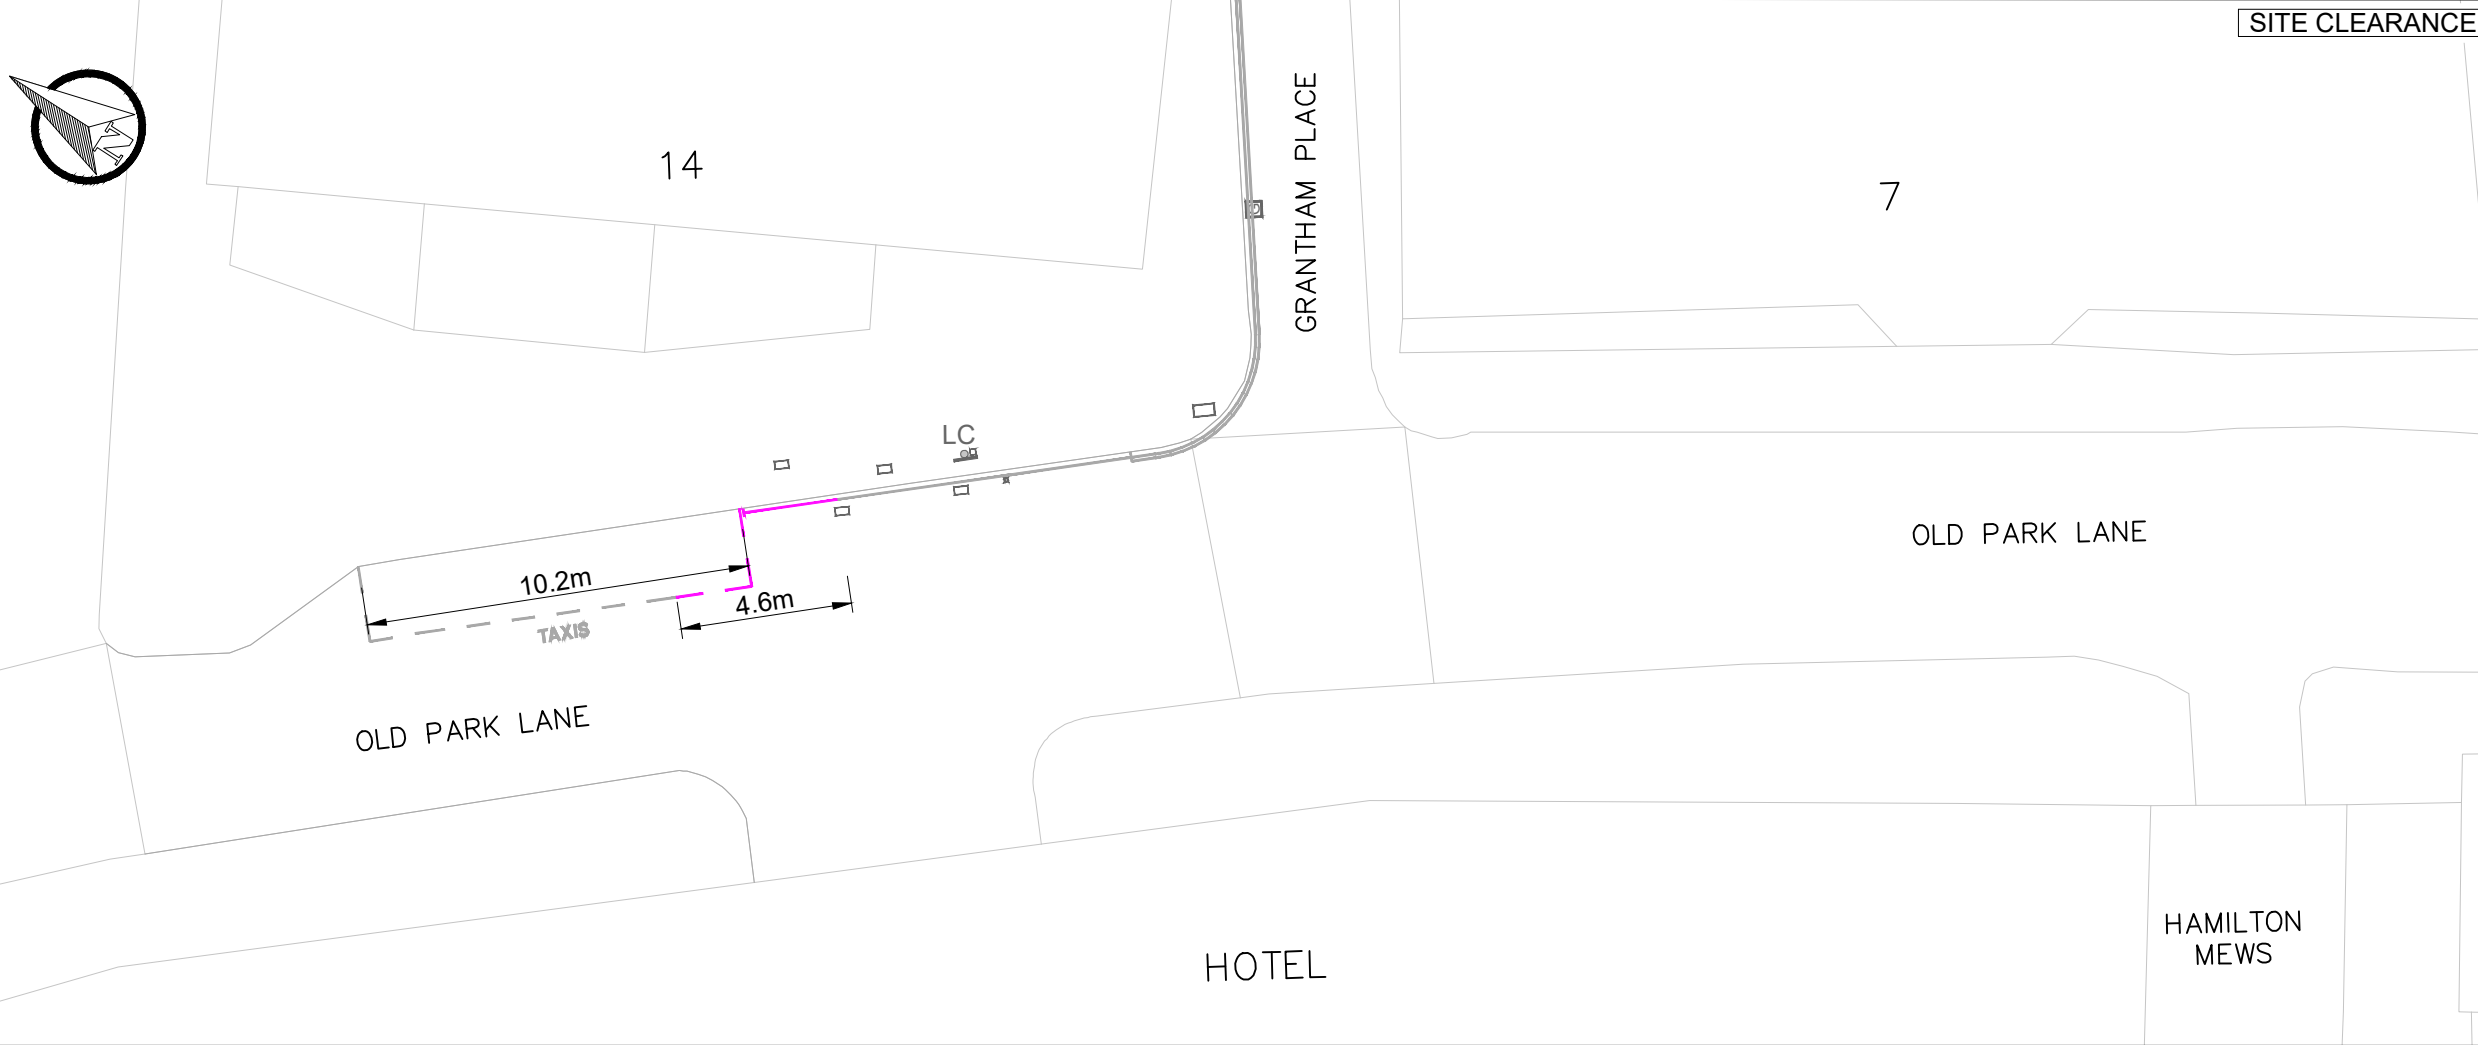 SITE CLEARANCE
N
14
GRANTHAM PLACE
7
G
LC
OLD PARK LANE
10.2m
4.6m
TAXIS
OLD PARK LANE
HAMILTON
MEWS
HOTEL